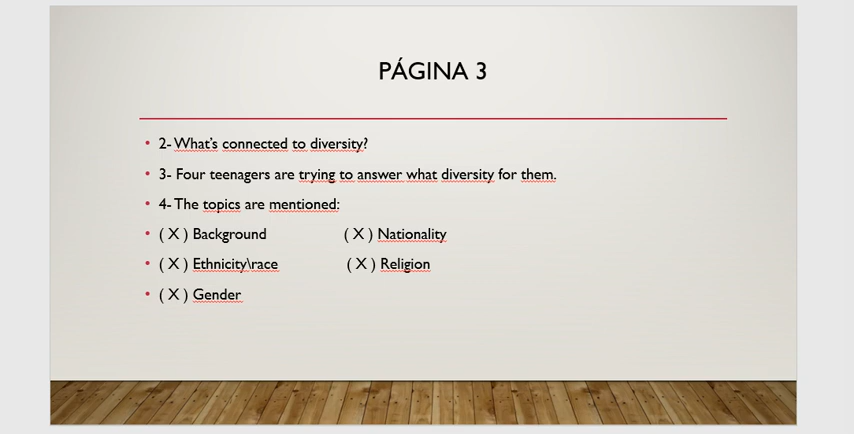 PÁGINA 3
• 2- What's connected to diversity?
• 3- Four teenagers are trying to answer what diversity for them.
• 4- The topics are mentioned:
• ( X ) Background ( X ) Nationality
• ( X ) Ethnicity\race ( X ) Religion
• ( X ) Gender